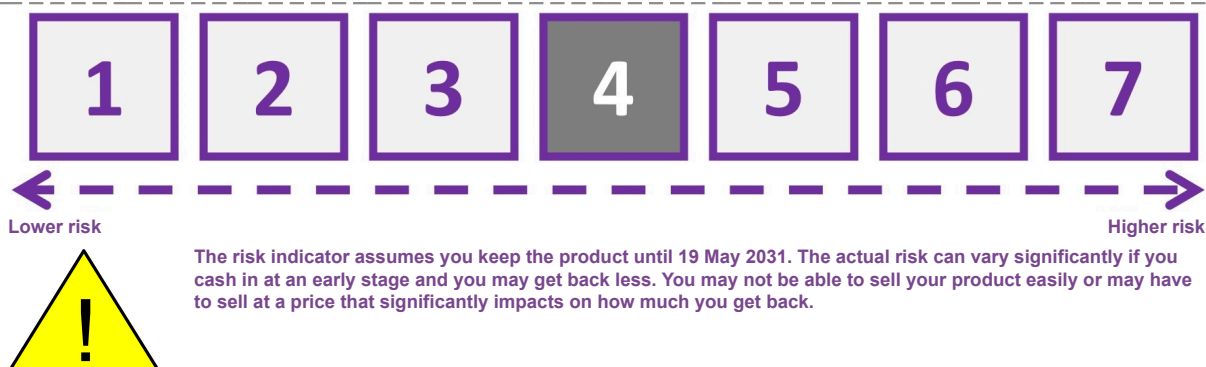 1 2 3 4 5 6 7
Lower risk Higher risk
The risk indicator assumes you keep the product until 19 May 2031. The actual risk can vary significantly if you
cash in at an early stage and you may get back less. You may not be able to sell your product easily or may have
to sell at a price that significantly impacts on how much you get back.
!